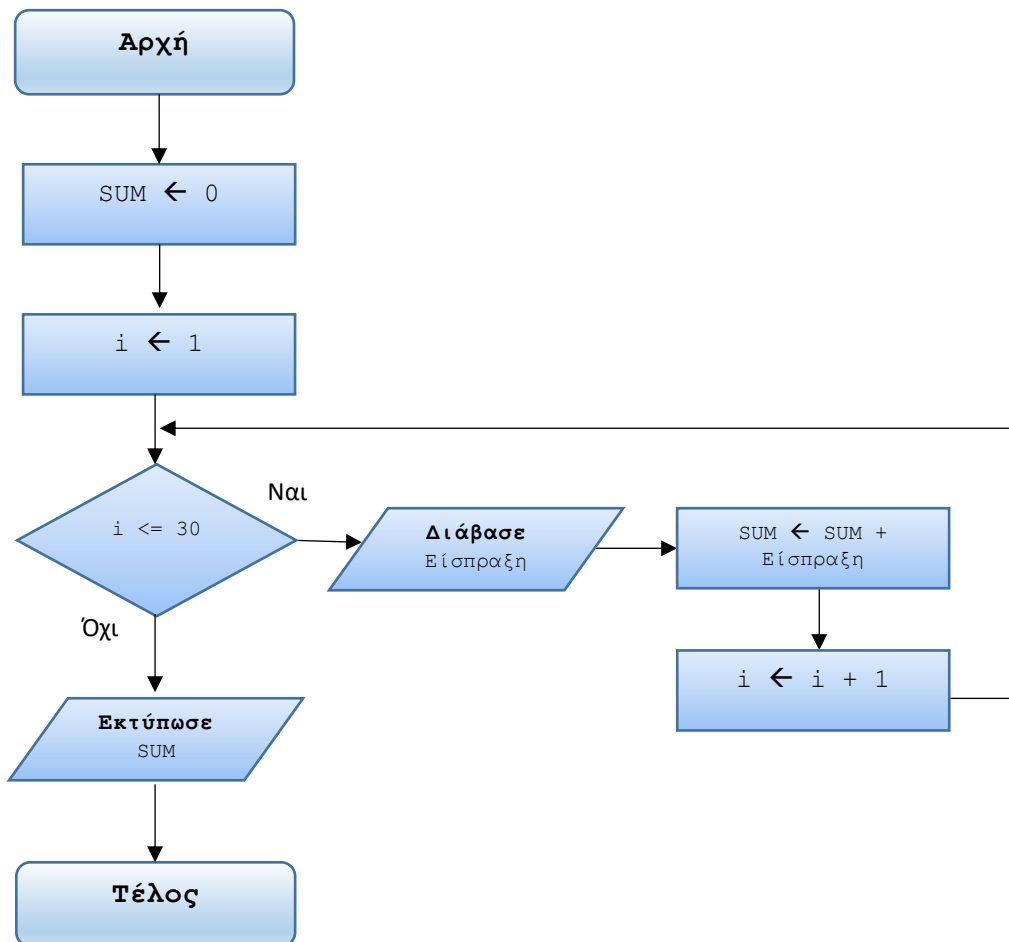 Αρχή
SUM 🡨 0
i 🡨 1
i <= 30
Ναι
Διάβασε
Είσπραξη
SUM 🡨 SUM +
Είσπραξη
i 🡨 i + 1
Όχι
Εκτύπωσε
SUM
Τέλος